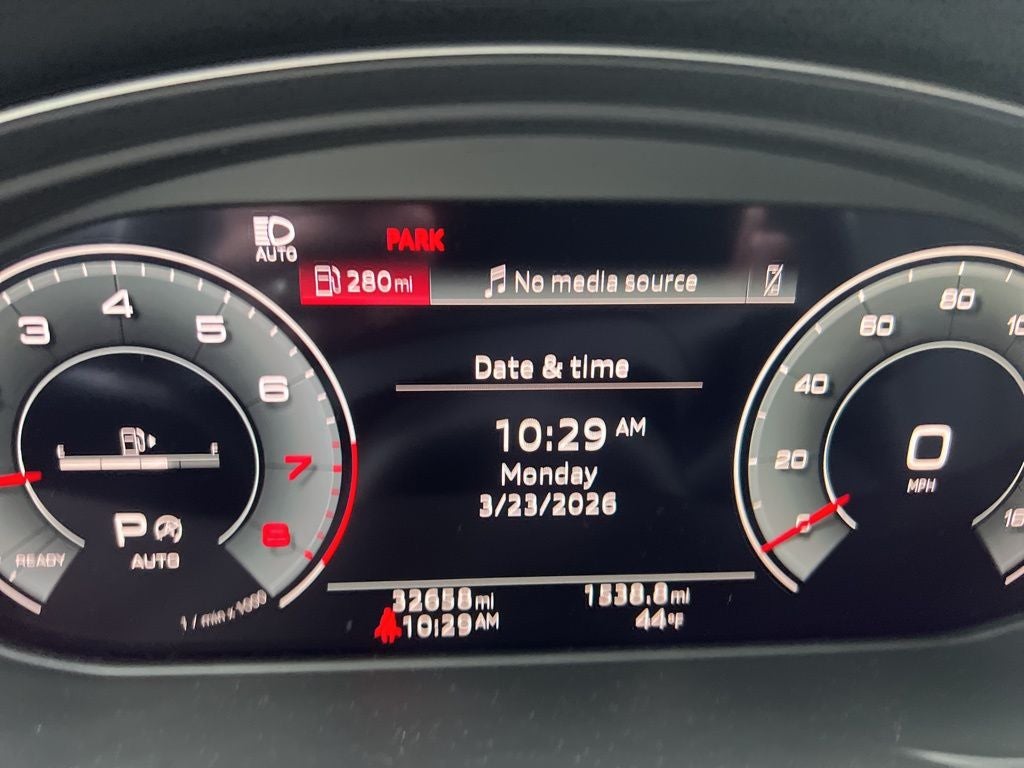 AUTO
PARK
280 mi
No media source
3
4
5
6
7
8
Date & time
10:29 AM
Monday
3/23/2026
P
AUTO
READY
1 / min x 1000
32658 mi
1538.8 mi
10:29 AM
44 °F
0
20
40
60
80
0
MPH